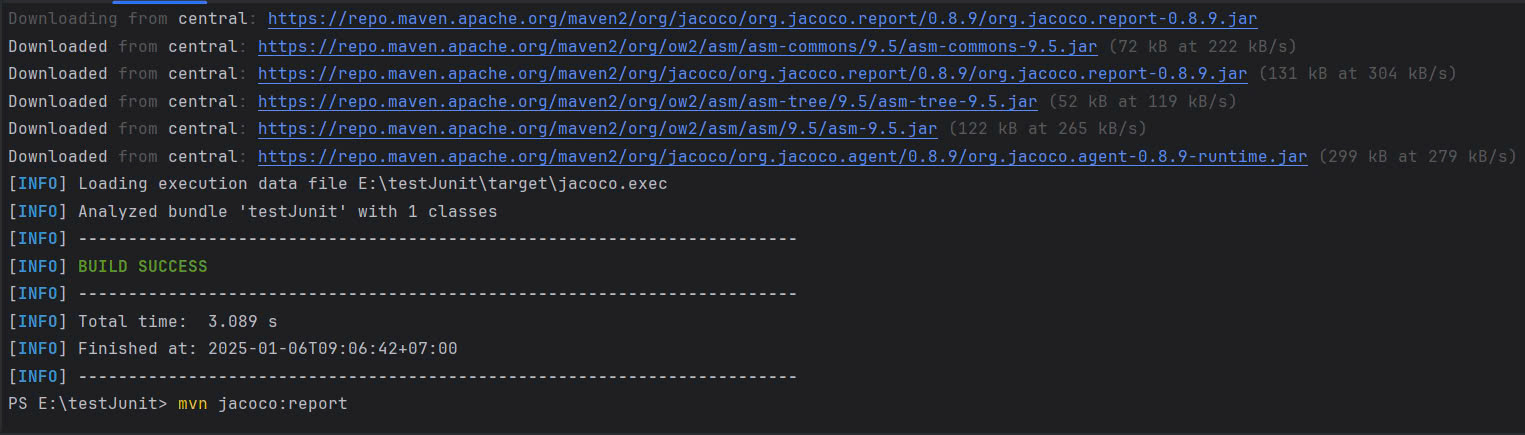 Downloading from central: https://repo.maven.apache.org/maven2/org/jacoco/org.jacoco.report/0.8.9/org.jacoco.report-0.8.9.jar
Downloaded from central: https://repo.maven.apache.org/maven2/org/ow2/asm/asm-commons/9.5/asm-commons-9.5.jar (72 kB at 222 kB/s)
Downloaded from central: https://repo.maven.apache.org/maven2/org/jacoco/org.jacoco.report/0.8.9/org.jacoco.report-0.8.9.jar (131 kB at 304 kB/s)
Downloaded from central: https://repo.maven.apache.org/maven2/org/ow2/asm/asm-tree/9.5/asm-tree-9.5.jar (52 kB at 119 kB/s)
Downloaded from central: https://repo.maven.apache.org/maven2/org/ow2/asm/asm/9.5/asm-9.5.jar (122 kB at 265 kB/s)
Downloaded from central: https://repo.maven.apache.org/maven2/org/jacoco/org.jacoco.agent/0.8.9/org.jacoco.agent-0.8.9-runtime.jar (299 kB at 279 kB/s)
[INFO] Loading execution data file E:\testJunit\target\jacoco.exec
[INFO] Analyzed bundle 'testJunit' with 1 classes
[INFO] ------------------------------------------------------------------------
[INFO] BUILD SUCCESS
[INFO] ------------------------------------------------------------------------
[INFO] Total time:  3.089 s
[INFO] Finished at: 2025-01-06T09:06:42+07:00
[INFO] ------------------------------------------------------------------------
PS E:\testJunit> mvn jacoco:report